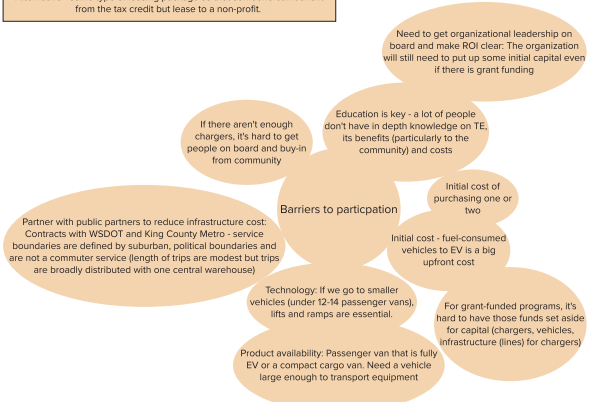 from the tax credit but lease to a non-profit.
Need to get organizational leadership on
board and make ROI clear: The organization
will still need to put up some initial capital even
if there is grant funding
Education is key - a lot of people
don't have in depth knowledge on TE,
its benefits (particularly to the
community) and costs
If there aren't enough
chargers, it's hard to get
people on board and buy-in
from community
Initial cost of
purchasing one or
two
Barriers to particpation
Partner with public partners to reduce infrastructure cost:
Contracts with WSDOT and King County Metro - service
boundaries are defined by suburban, political boundaries and
are not a commuter service (length of trips are modest but trips
are broadly distributed with one central warehouse)
Initial cost - fuel-consumed
vehicles to EV is a big
upfront cost
Technology: If we go to smaller
vehicles (under 12-14 passenger vans),
lifts and ramps are essential.
For grant-funded programs, it's
hard to have those funds set aside
for capital (chargers, vehicles,
infrastructure (lines) for chargers)
Product availability: Passenger van that is fully
EV or a compact cargo van. Need a vehicle
large enough to transport equipment